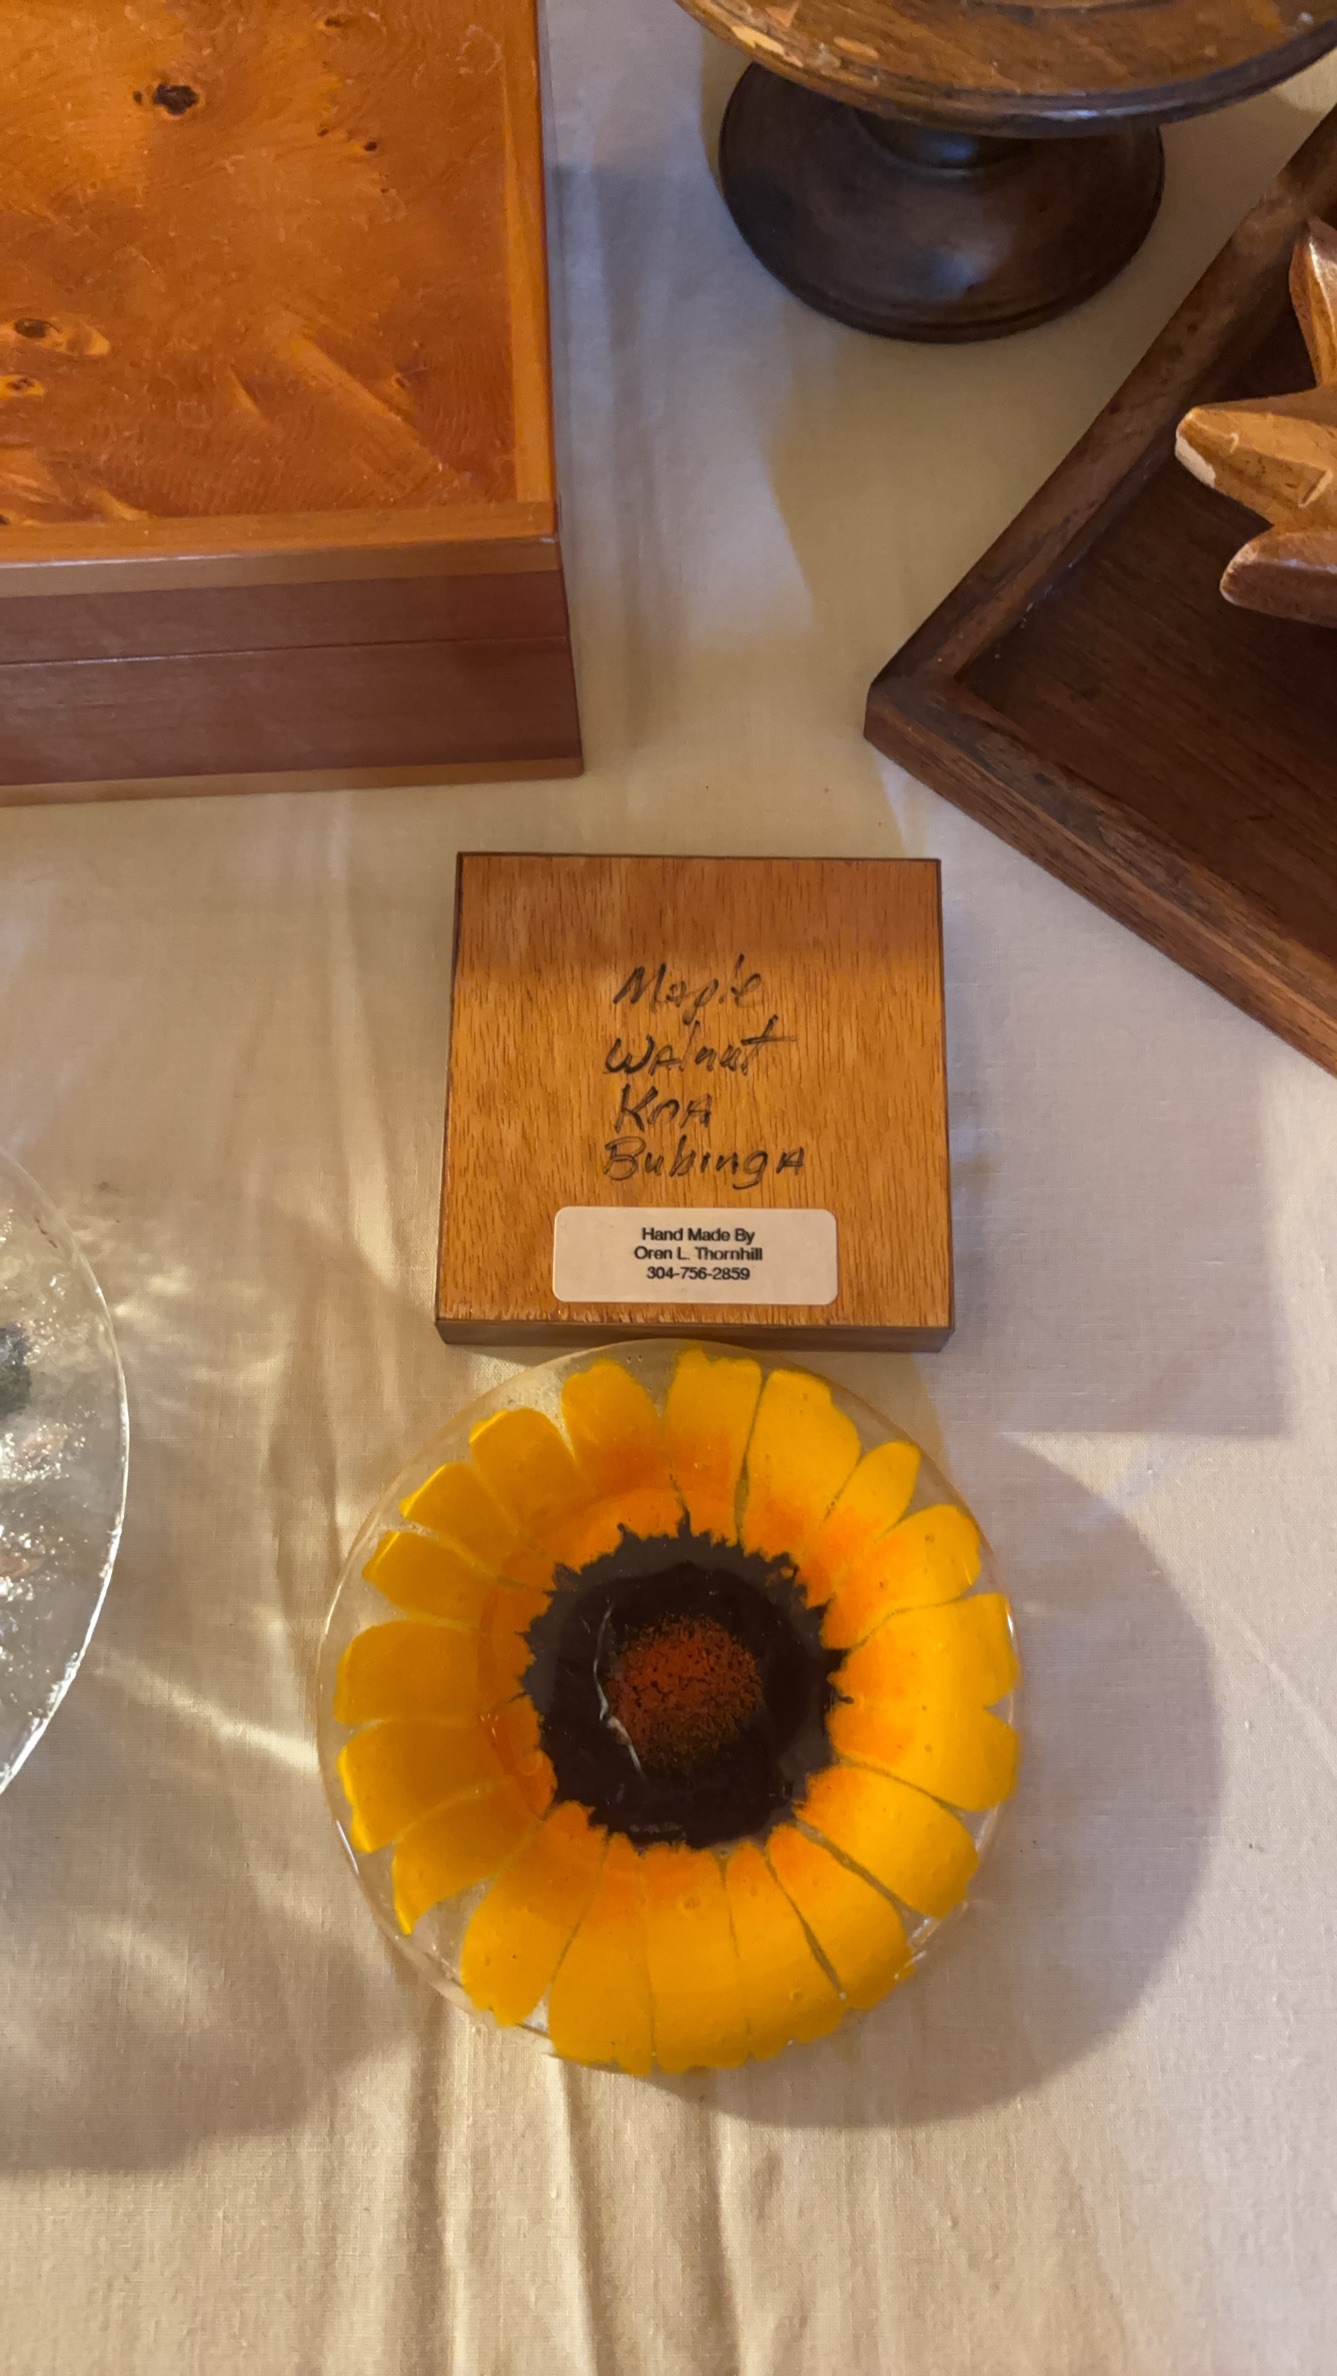 Maple
Walnut
KOA
BubingA
Hand Made By
Oren L. Thornhill
304-756-2859